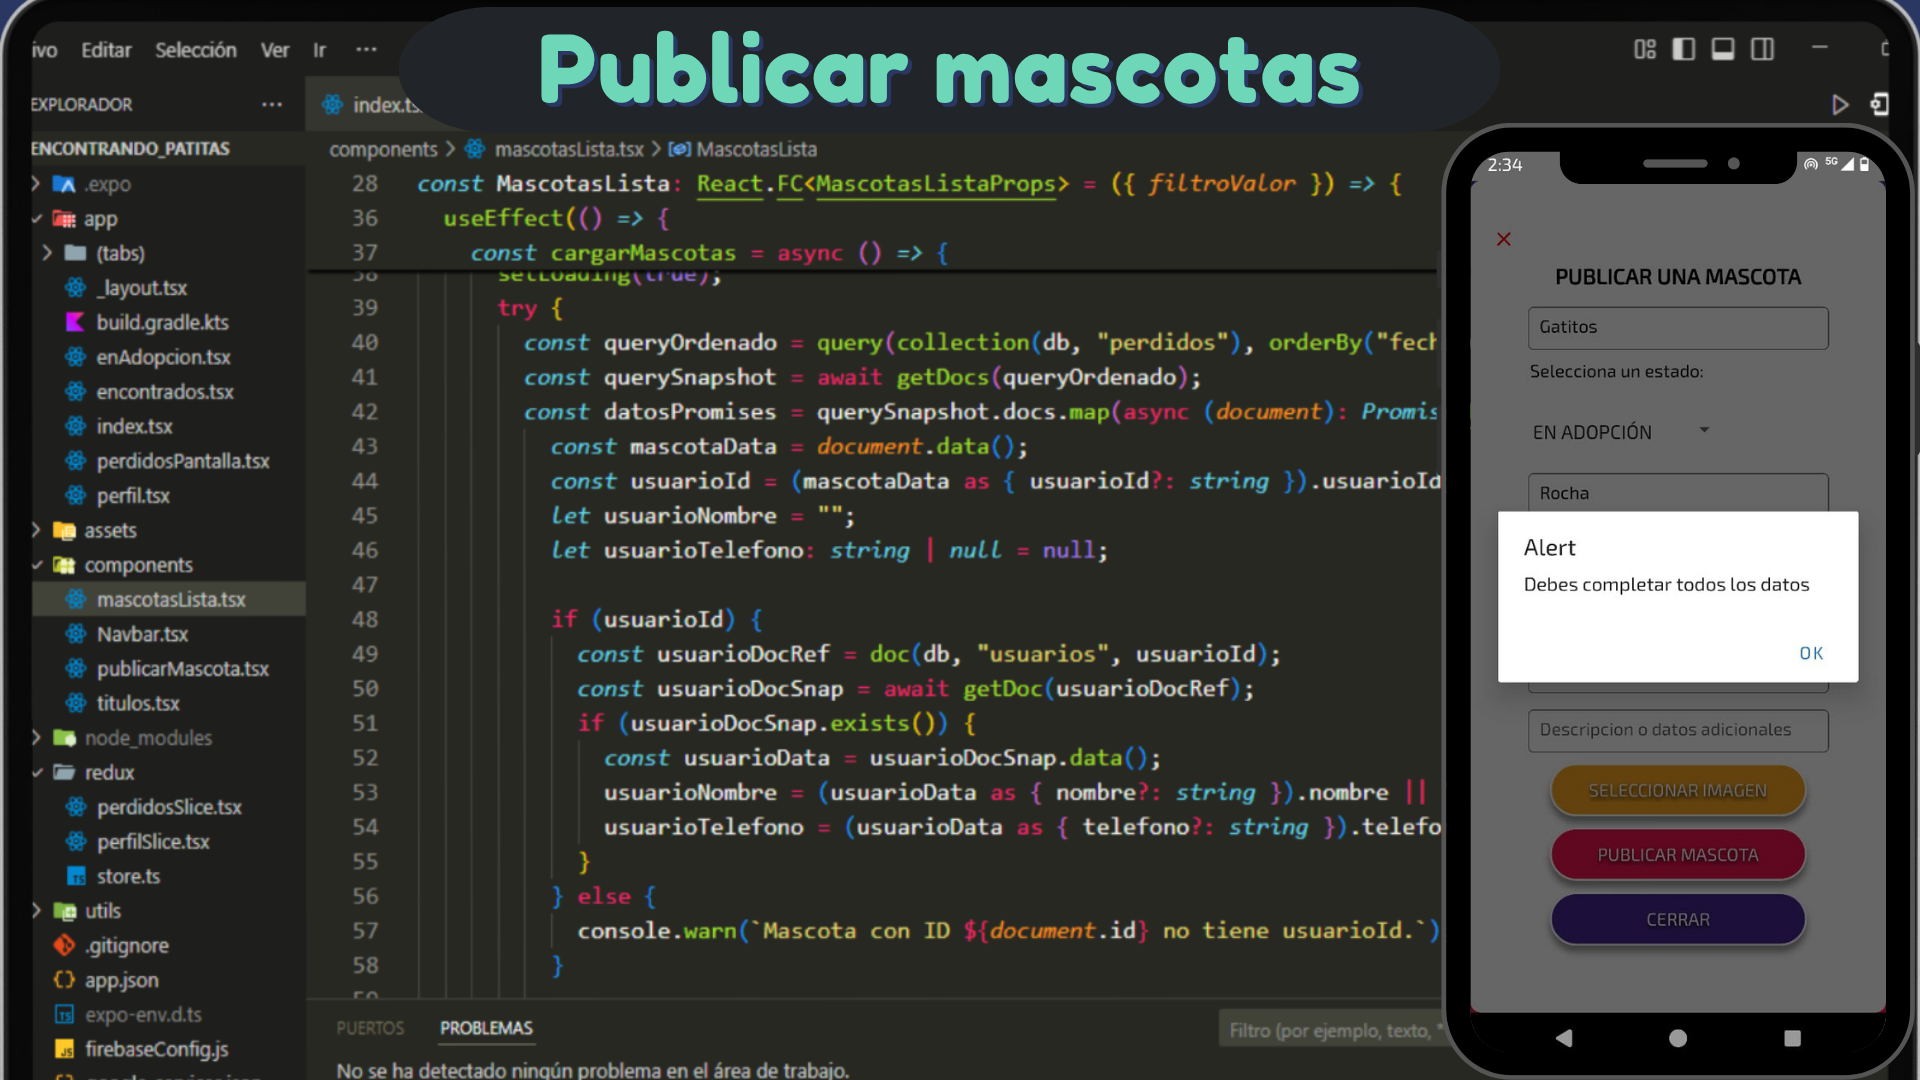 Publicar mascotas
ivo Editar Selección Ver Ir ···
EXPLORADOR ···
index.ts
ENCONTRANDO_PATITAS
.expo
app
(tabs)
_layout.tsx
build.gradle.kts
enAdopcion.tsx
encontrados.tsx
index.tsx
perdidosPantalla.tsx
perfil.tsx
assets
components
mascotasLista.tsx
Navbar.tsx
publicarMascota.tsx
titulos.tsx
node_modules
redux
perdidosSlice.tsx
perfilSlice.tsx
store.ts
utils
.gitignore
app.json
expo-env.d.ts
firebaseConfig.js
components > mascotasLista.tsx > MascotasLista
28 const MascotasLista: React.FC<MascotasListaProps> = ({ filtroValor }) => {
36 useEffect(() => {
37 const cargarMascotas = async () => {
38 setLoading(true);
39 try {
40 const queryOrdenado = query(collection(db, "perdidos"), orderBy("fech
41 const querySnapshot = await getDocs(queryOrdenado);
42 const datosPromises = querySnapshot.docs.map(async (document): Promis
43 const mascotaData = document.data();
44 const usuarioId = (mascotaData as { usuarioId?: string }).usuarioId
45 let usuarioNombre = "";
46 let usuarioTelefono: string | null = null;
47
48 if (usuarioId) {
49 const usuarioDocRef = doc(db, "usuarios", usuarioId);
50 const usuarioDocSnap = await getDoc(usuarioDocRef);
51 if (usuarioDocSnap.exists()) {
52 const usuarioData = usuarioDocSnap.data();
53 usuarioNombre = (usuarioData as { nombre?: string }).nombre ||
54 usuarioTelefono = (usuarioData as { telefono?: string }).telefo
55 }
56 } else {
57 console.warn(`Mascota con ID ${document.id} no tiene usuarioId.`)
58 }
59
PUERTOS PROBLEMAS
Filtro (por ejemplo, texto, *
No se ha detectado ningún problema en el área de trabajo.
2:34 5G
PUBLICAR UNA MASCOTA
Gatitos
Selecciona un estado:
EN ADOPCIÓN
Rocha
Alert
Debes completar todos los datos
OK
Descripcion o datos adicionales
SELECCIONAR IMAGEN
PUBLICAR MASCOTA
CERRAR